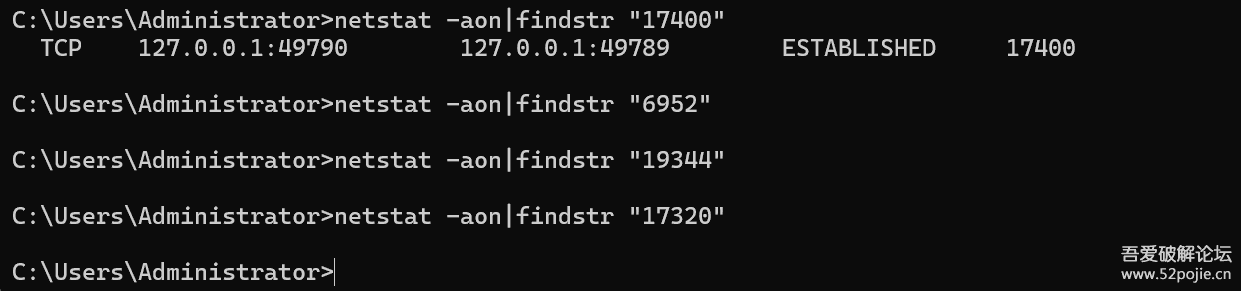 C:\Users\Administrator>netstat -aon|findstr "17400"
TCP 127.0.0.1:49790 127.0.0.1:49789 ESTABLISHED 17400
C:\Users\Administrator>netstat -aon|findstr "6952"
C:\Users\Administrator>netstat -aon|findstr "19344"
C:\Users\Administrator>netstat -aon|findstr "17320"
C:\Users\Administrator>
吾爱破解论坛
www.52pojie.cn